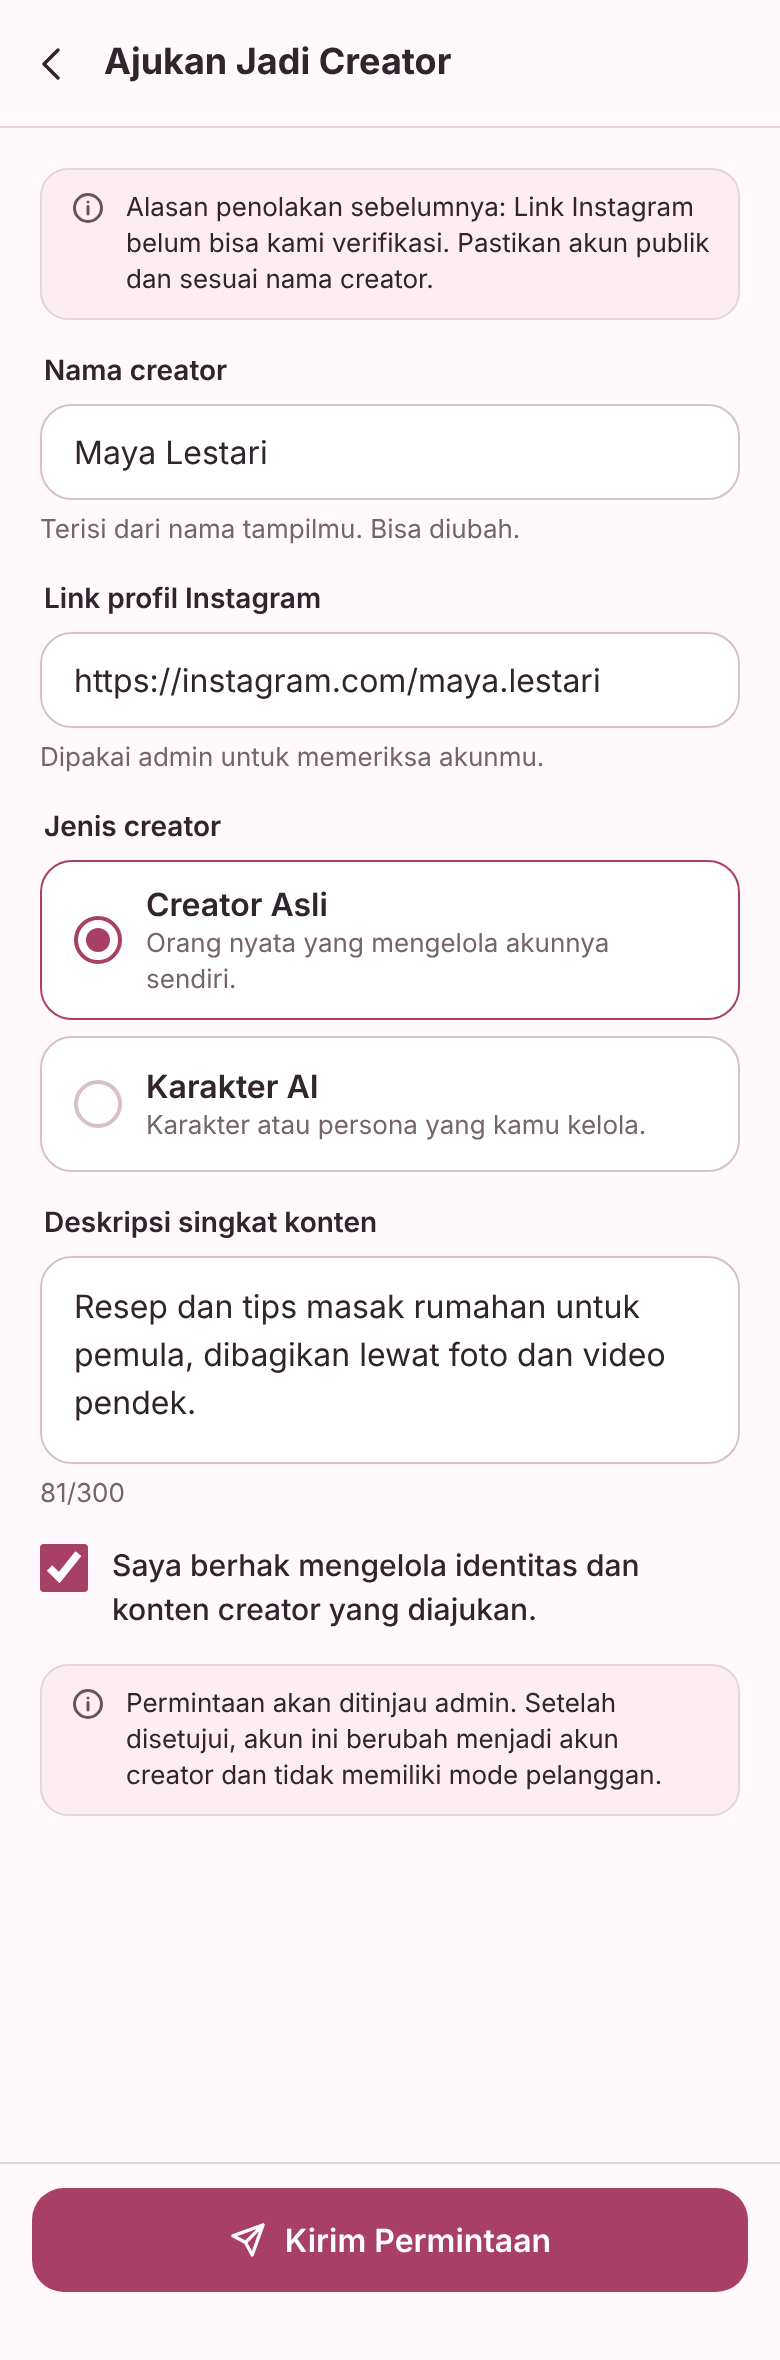 Ajukan Jadi Creator
Alasan penolakan sebelumnya: Link Instagram
belum bisa kami verifikasi. Pastikan akun publik
dan sesuai nama creator.
Nama creator
Maya Lestari
Terisi dari nama tampilmu. Bisa diubah.
Link profil Instagram
https://instagram.com/maya.lestari
Dipakai admin untuk memeriksa akunmu.
Jenis creator
Creator Asli
Orang nyata yang mengelola akunnya
sendiri.
Karakter AI
Karakter atau persona yang kamu kelola.
Deskripsi singkat konten
Resep dan tips masak rumahan untuk
pemula, dibagikan lewat foto dan video
pendek.
81/300
Saya berhak mengelola identitas dan
konten creator yang diajukan.
Permintaan akan ditinjau admin. Setelah
disetujui, akun ini berubah menjadi akun
creator dan tidak memiliki mode pelanggan.
Kirim Permintaan